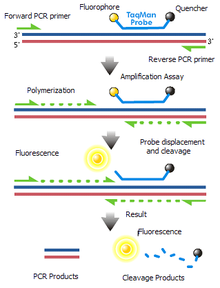 Fluorophore
Quencher
Forward PCR primer
TaqMan
Probe
3'
5'
3'
5'
Reverse PCR primer
Amplification Assay
Polymerization
Probe displacement
and cleavage
Fluorescence
Result
Fluorescence
PCR Products
Cleavage Products